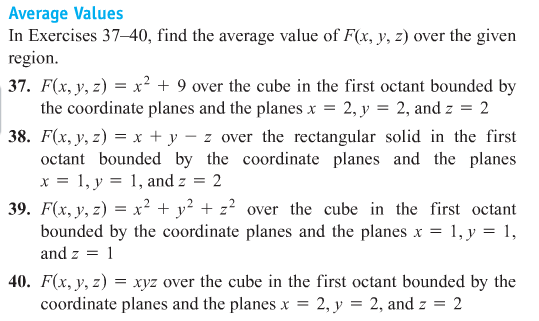 Average Values
In Exercises 37–40, find the average value of F(x, y, z) over the given
region.
37. F(x, y, z) = x² + 9 over the cube in the first octant bounded by
the coordinate planes and the planes x = 2, y = 2, and z = 2
38. F(x, y, z) = x + y − z over the rectangular solid in the first
octant bounded by the coordinate planes and the planes
x = 1, y = 1, and z = 2
39. F(x, y, z) = x² + y² + z² over the cube in the first octant
bounded by the coordinate planes and the planes x = 1, y = 1,
and z = 1
40. F(x, y, z) = xyz over the cube in the first octant bounded by the
coordinate planes and the planes x = 2, y = 2, and z = 2